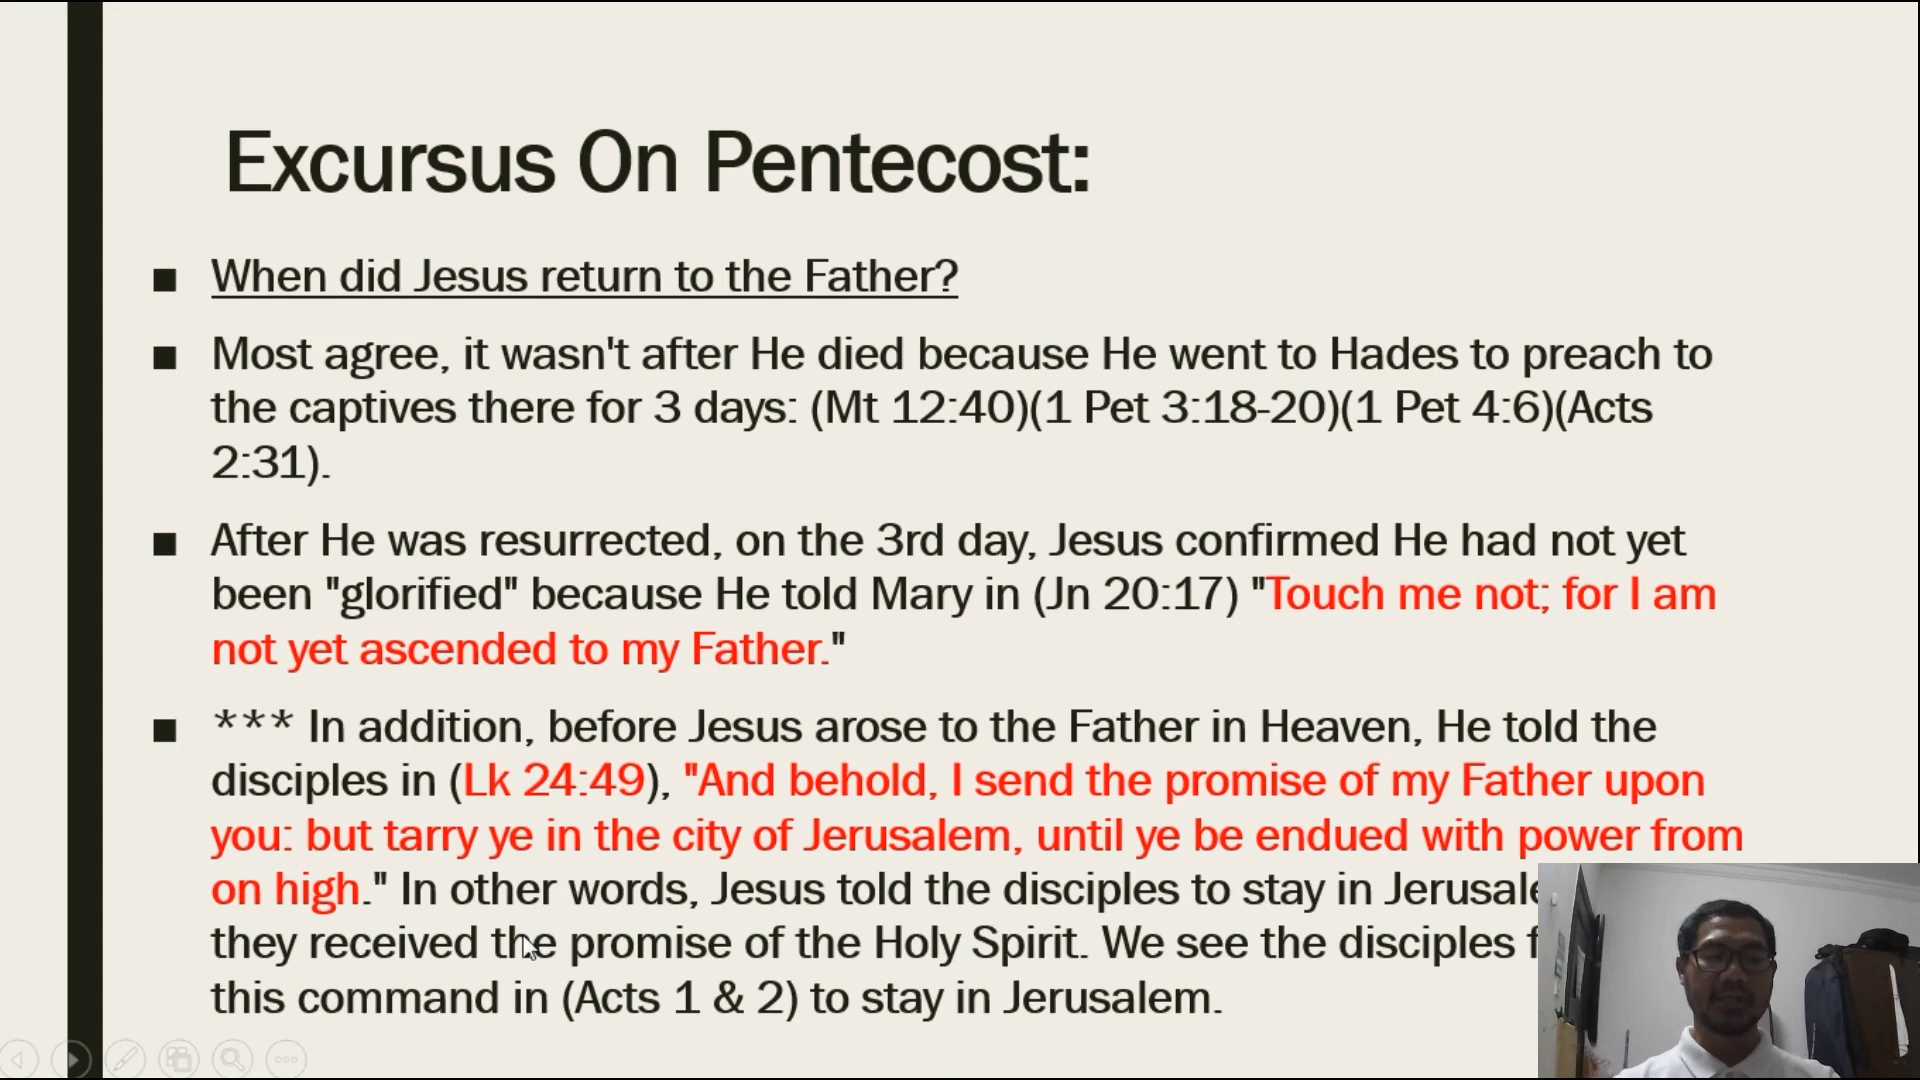 Excursus On Pentecost:
When did Jesus return to the Father?
Most agree, it wasn't after He died because He went to Hades to preach to
the captives there for 3 days: (Mt 12:40)(1 Pet 3:18-20)(1 Pet 4:6)(Acts
2:31).
After He was resurrected, on the 3rd day, Jesus confirmed He had not yet
been "glorified" because He told Mary in (Jn 20:17) "Touch me not; for I am
not yet ascended to my Father."
*** In addition, before Jesus arose to the Father in Heaven, He told the
disciples in (Lk 24:49), "And behold, I send the promise of my Father upon
you: but tarry ye in the city of Jerusalem, until ye be endued with power from
on high." In other words, Jesus told the disciples to stay in
they received the promise of the Holy Spirit. We see the disciples
this command in (Acts 1 & 2) to stay in Jerusalem.